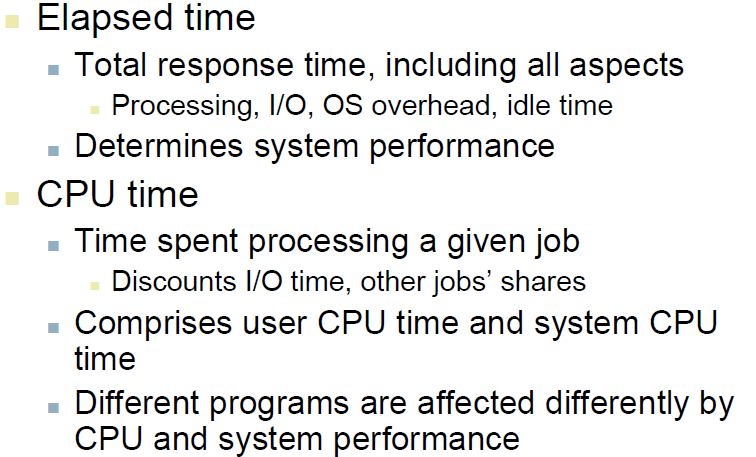 Elapsed time
Total response time, including all aspects
Processing, I/O, OS overhead, idle time
Determines system performance
CPU time
Time spent processing a given job
Discounts I/O time, other jobs’ shares
Comprises user CPU time and system CPU
time
Different programs are affected differently by
CPU and system performance